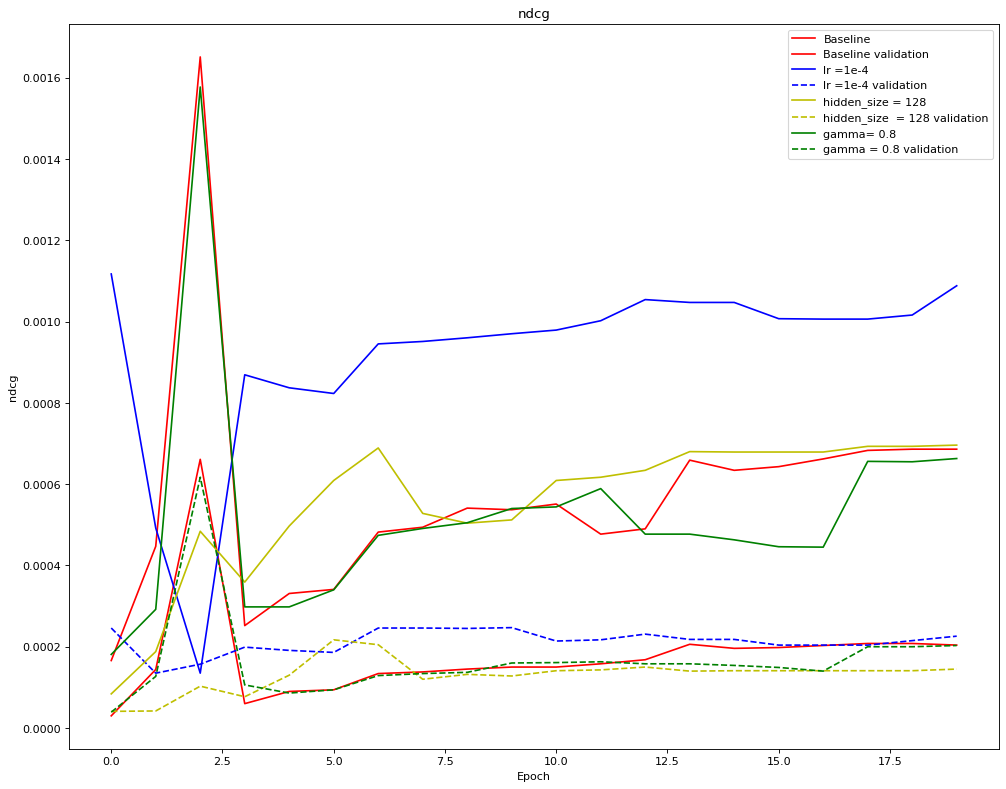 ndcg
Baseline
Baseline validation
lr =1e-4
lr =1e-4 validation
hidden_size = 128
hidden_size  = 128 validation
gamma= 0.8
gamma = 0.8 validation
0.0016
0.0014
0.0012
0.0010
0.0008
0.0006
0.0004
0.0002
0.0000
ndcg
0.0 2.5 5.0 7.5 10.0 12.5 15.0 17.5
Epoch